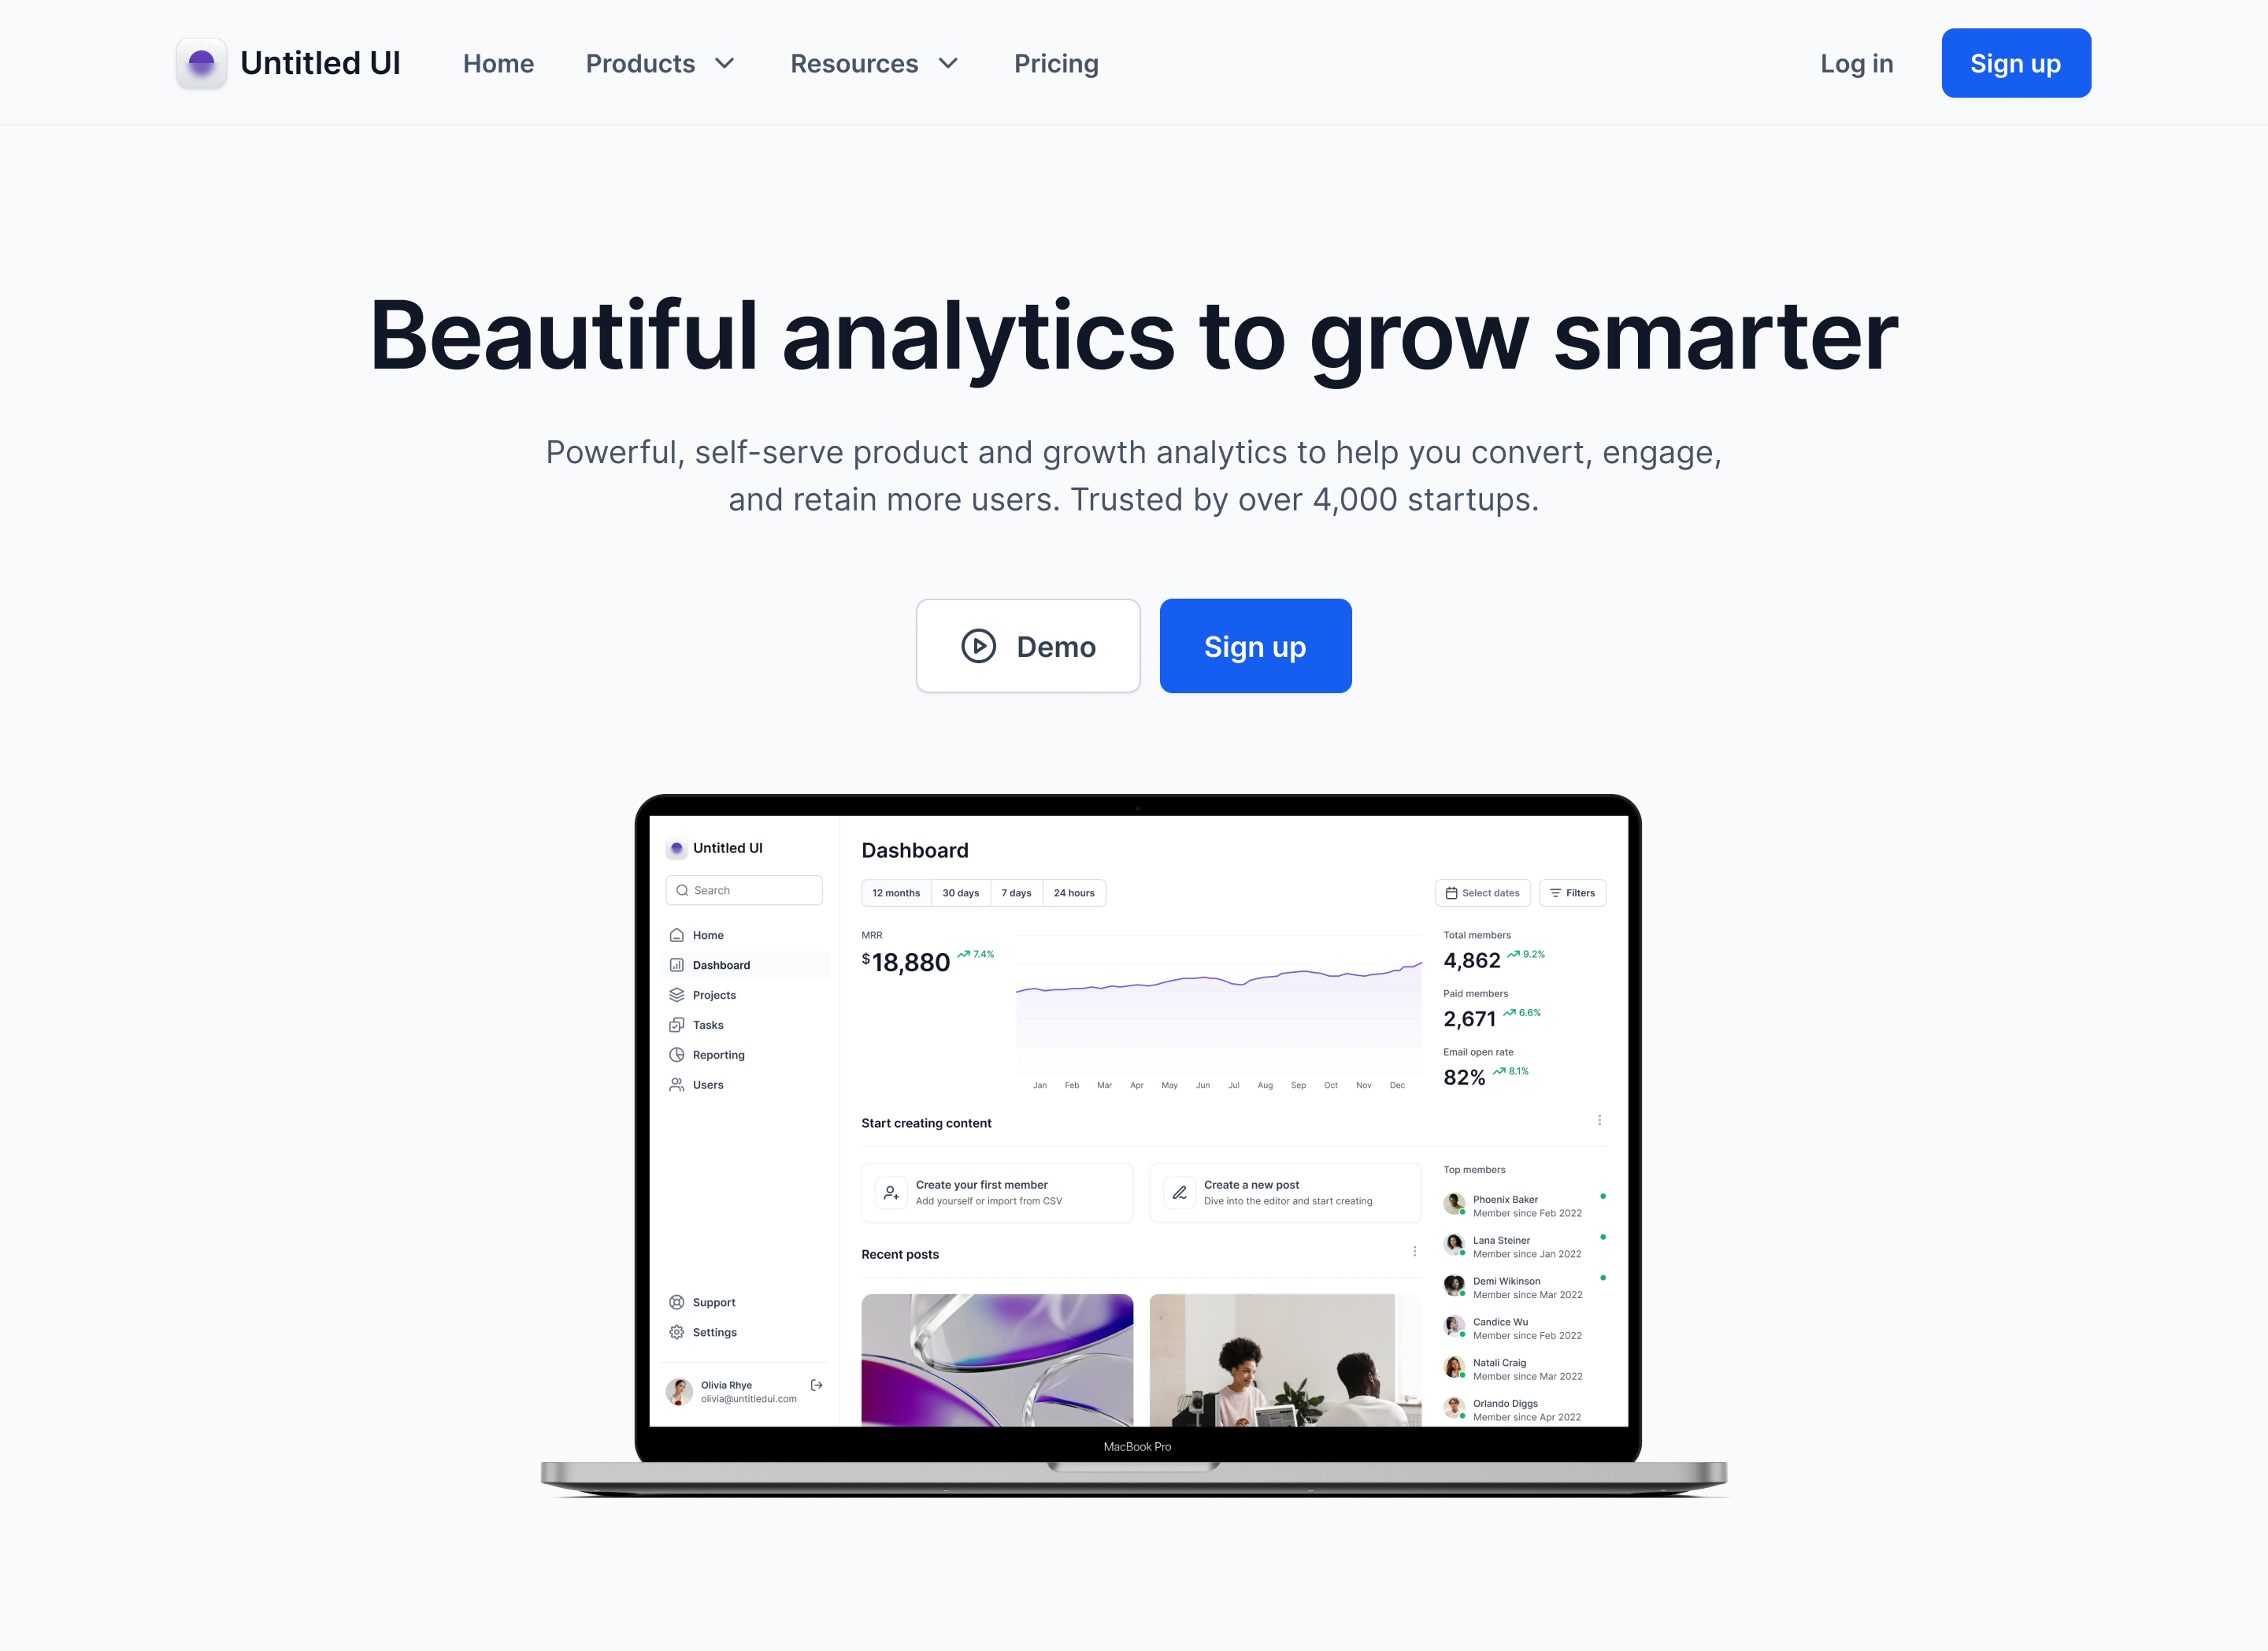 Untitled UI
Home
Products
Resources
Pricing
Log in
Sign up
Beautiful analytics to grow smarter
Powerful, self-serve product and growth analytics to help you convert, engage,
and retain more users. Trusted by over 4,000 startups.
Demo
Sign up
Untitled UI
Search
Home
Dashboard
Projects
Tasks
Reporting
Users
Support
Settings
Olivia Rhye
olivia@untitledui.com
Dashboard
12 months
30 days
7 days
24 hours
Select dates
Filters
MRR
$18,880
7.4%
Jan Feb Mar Apr May Jun Jul Aug Sep Oct Nov Dec
Total members
4,862
9.2%
Paid members
2,671
6.6%
Email open rate
82%
8.1%
Start creating content
Create your first member
Add yourself or import from CSV
Create a new post
Dive into the editor and start creating
Recent posts
Top members
Phoenix Baker
Member since Feb 2022
Lana Steiner
Member since Jan 2022
Demi Wikinson
Member since Mar 2022
Candice Wu
Member since Feb 2022
Natali Craig
Member since Mar 2022
Orlando Diggs
Member since Apr 2022
MacBook Pro